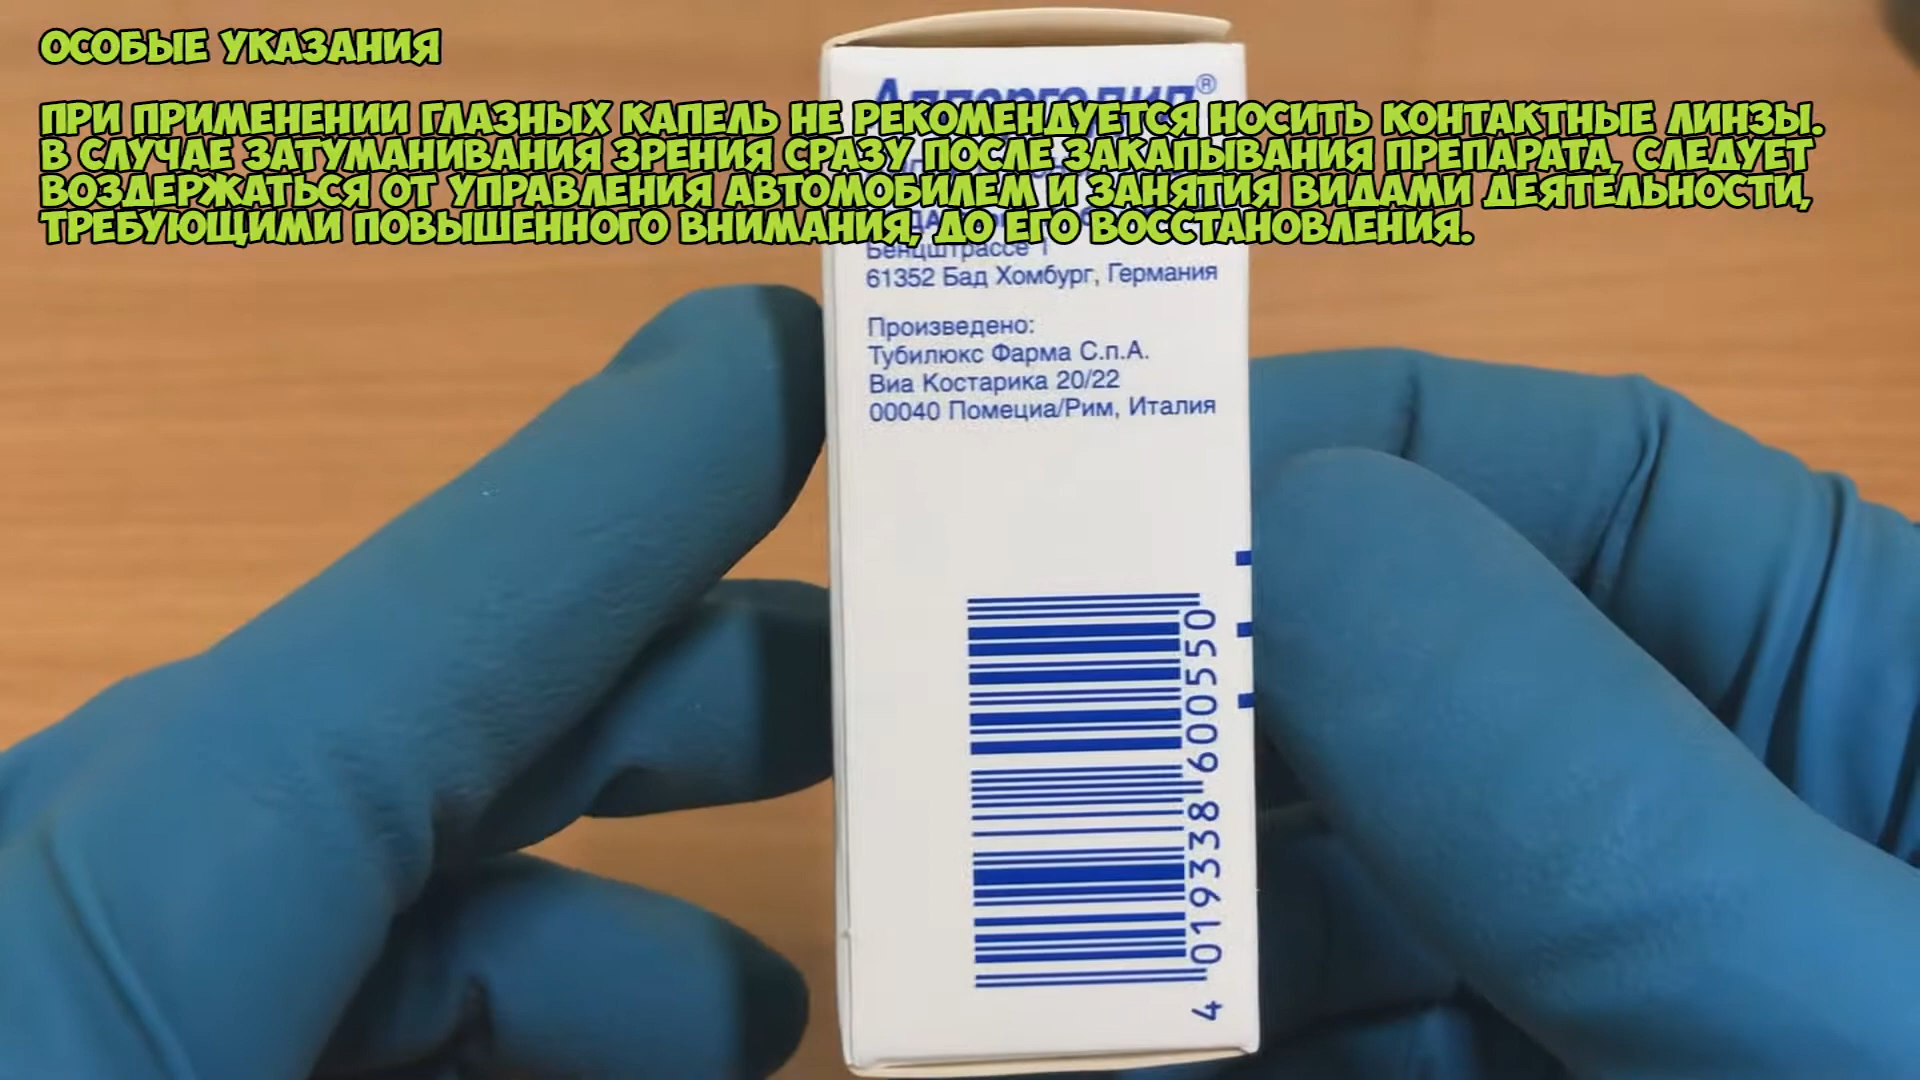 ОСОБЫЕ УКАЗАНИЯ
ПРИ ПРИМЕНЕНИИ ГЛАЗНЫХ КАПЕЛЬ НЕ РЕКОМЕНДУЕТСЯ НОСИТЬ КОНТАКТНЫЕ ЛИНЗЫ.
В СЛУЧАЕ ЗАТУМАНИВАНИЯ ЗРЕНИЯ СРАЗУ ПОСЛЕ ЗАКАПЫВАНИЯ ПРЕПАРАТА, СЛЕДУЕТ
ВОЗДЕРЖАТЬСЯ ОТ УПРАВЛЕНИЯ АВТОМОБИЛЕМ И ЗАНЯТИЯ ВИДАМИ ДЕЯТЕЛЬНОСТИ,
ТРЕБУЮЩИМИ ПОВЫШЕННОГО ВНИМАНИЯ, ДО ЕГО ВОССТАНОВЛЕНИЯ.
Аллергодил®
Бенцштрассе 1
61352 Бад Хомбург, Германия
Произведено:
Тубилюкс Фарма С.п.А.
Виа Костарика 20/22
00040 Помеция/Рим, Италия
4 019338 600550